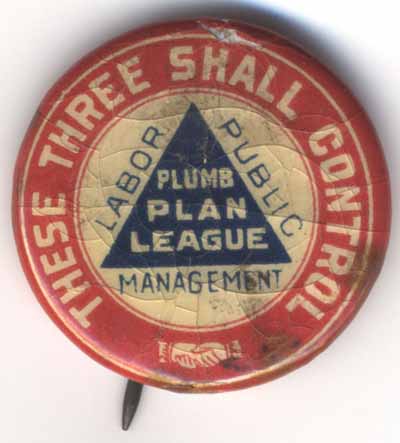 THESE THREE SHALL CONTROL
LABOR
PUBLIC
PLUMB
PLAN
LEAGUE
MANAGEMENT